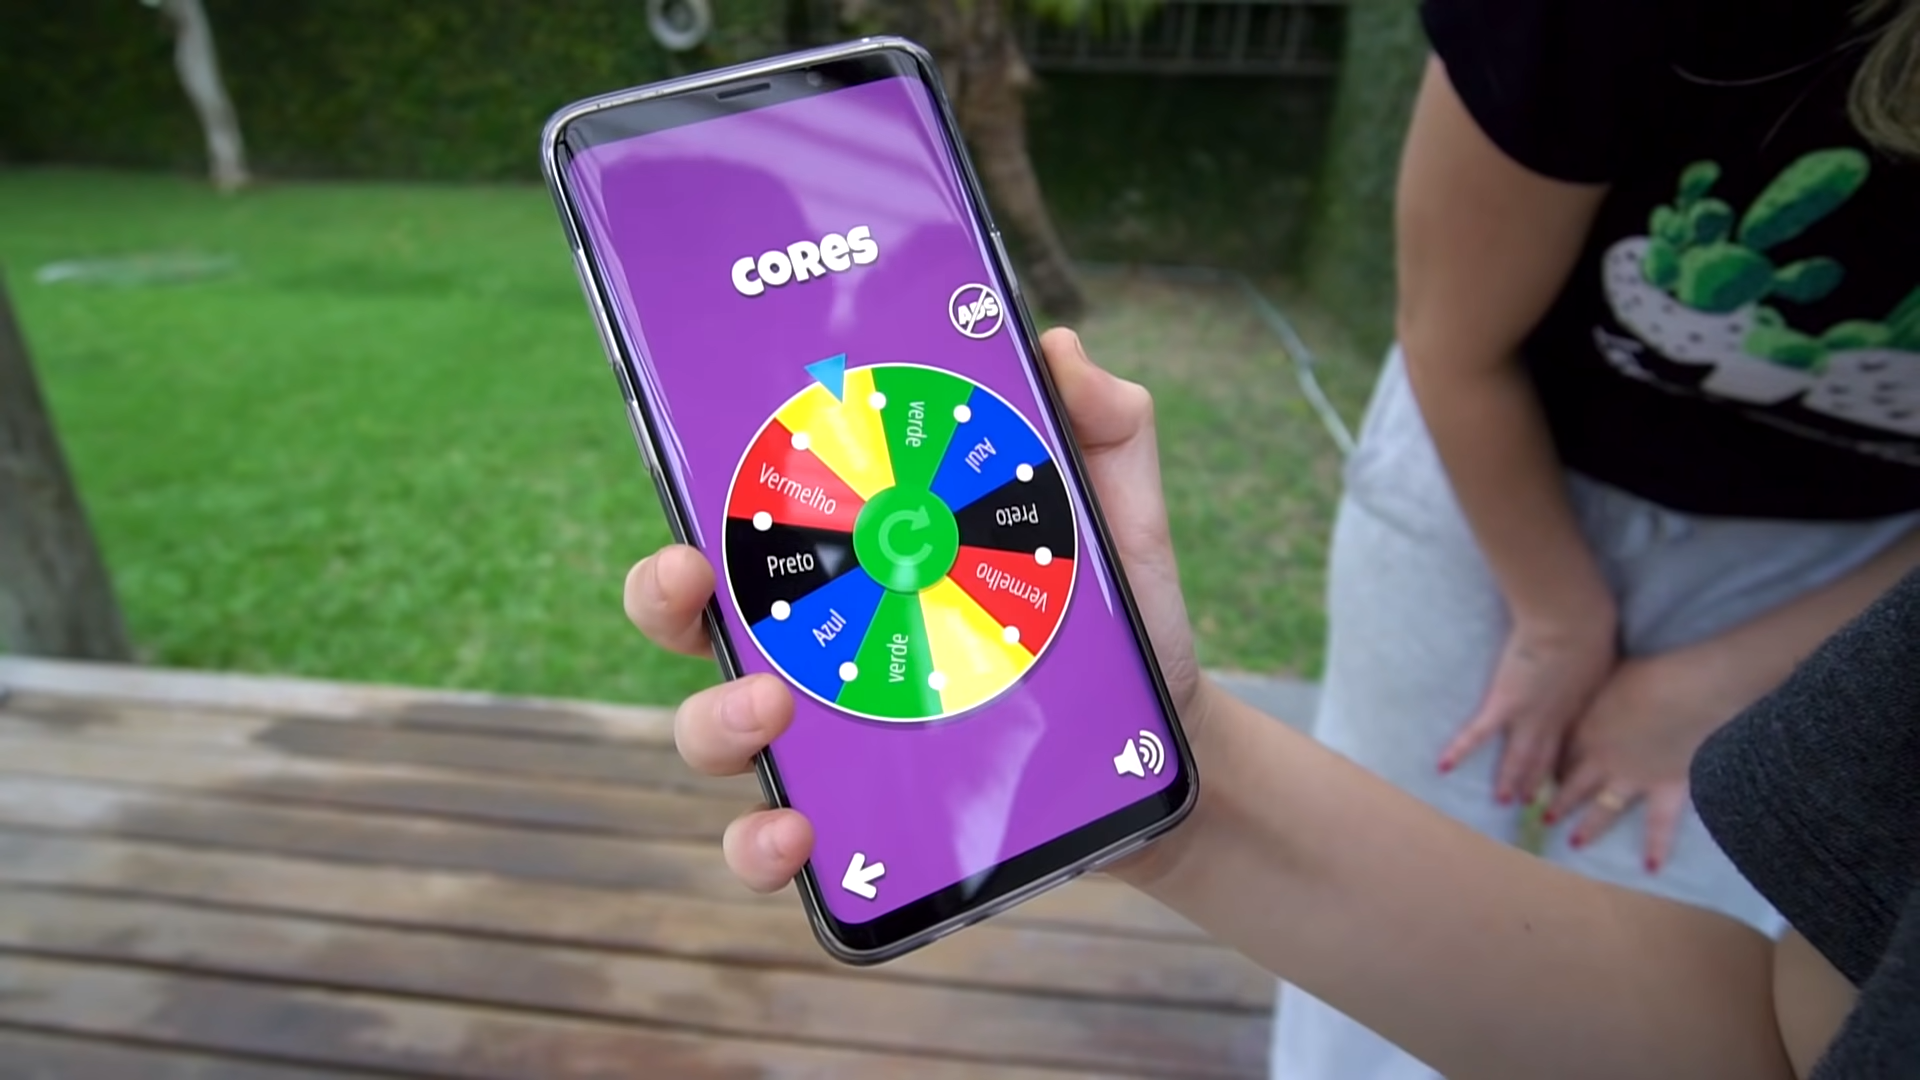 CORES
ADS
verde
Azul
Preto
Vermelho
verde
Azul
Preto
Vermelho